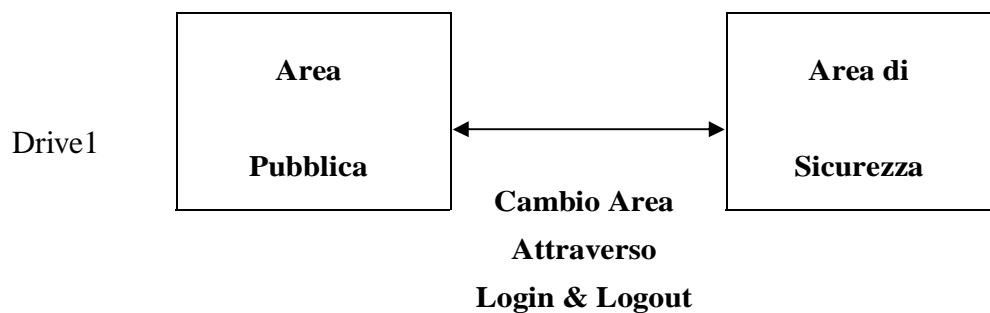 Area
Pubblica
Drive1
Cambio Area
Attraverso
Login & Logout
Area di
Sicurezza